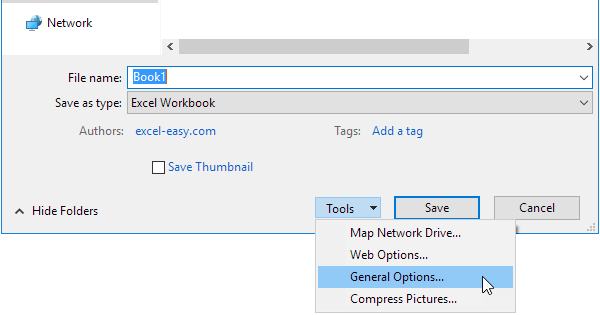 Network
File name: Book1
Save as type: Excel Workbook
Authors: excel-easy.com Tags: Add a tag
Save Thumbnail
Hide Folders Tools Save Cancel
Map Network Drive...
Web Options...
General Options...
Compress Pictures...